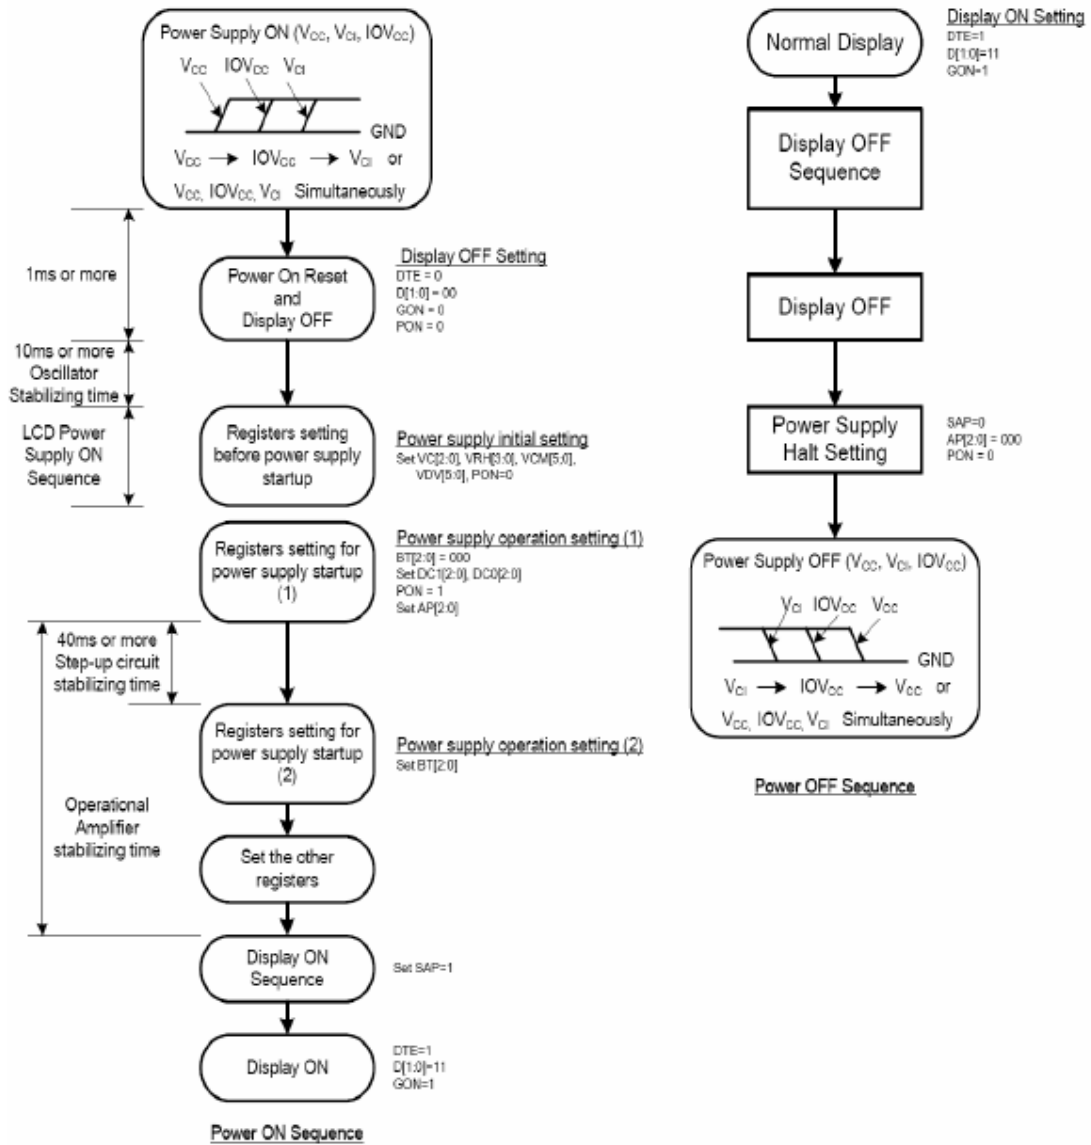 Power Supply ON (VCC, VCI, IOVCC)
VCC IOVCC VCI
GND
VCC → IOVCC → VCI or
VCC, IOVCC, VCI Simultaneously
1ms or more
Power On Reset
and
Display OFF
Display OFF Setting
DTE = 0
D[1:0] = 00
GON = 0
PON = 0
10ms or more
Oscillator
Stabilizing time
LCD Power
Supply ON
Sequence
Registers setting
before power supply
startup
Power supply initial setting
Set VC[2:0], VRH[3:0], VCM[5:0],
VDV[5:0], PON=0
Registers setting for
power supply startup
(1)
Power supply operation setting (1)
BT[2:0] = 000
Set DC1[2:0], DC0[2:0]
PON = 1
Set AP[2:0]
40ms or more
Step-up circuit
stabilizing time
Registers setting for
power supply startup
(2)
Power supply operation setting (2)
Set BT[2:0]
Operational
Amplifier
stabilizing time
Set the other
registers
Display ON
Sequence
Set SAP=1
Display ON
DTE=1
D[1:0]=11
GON=1
Power ON Sequence
Normal Display
Display ON Setting
DTE=1
D[1:0]=11
GON=1
Display OFF
Sequence
Display OFF
Power Supply
Halt Setting
SAP=0
AP[2:0] = 000
PON = 0
Power Supply OFF (VCC, VCI, IOVCC)
VCI IOVCC VCC
GND
VCI → IOVCC → VCC or
VCC, IOVCC, VCI Simultaneously
Power OFF Sequence